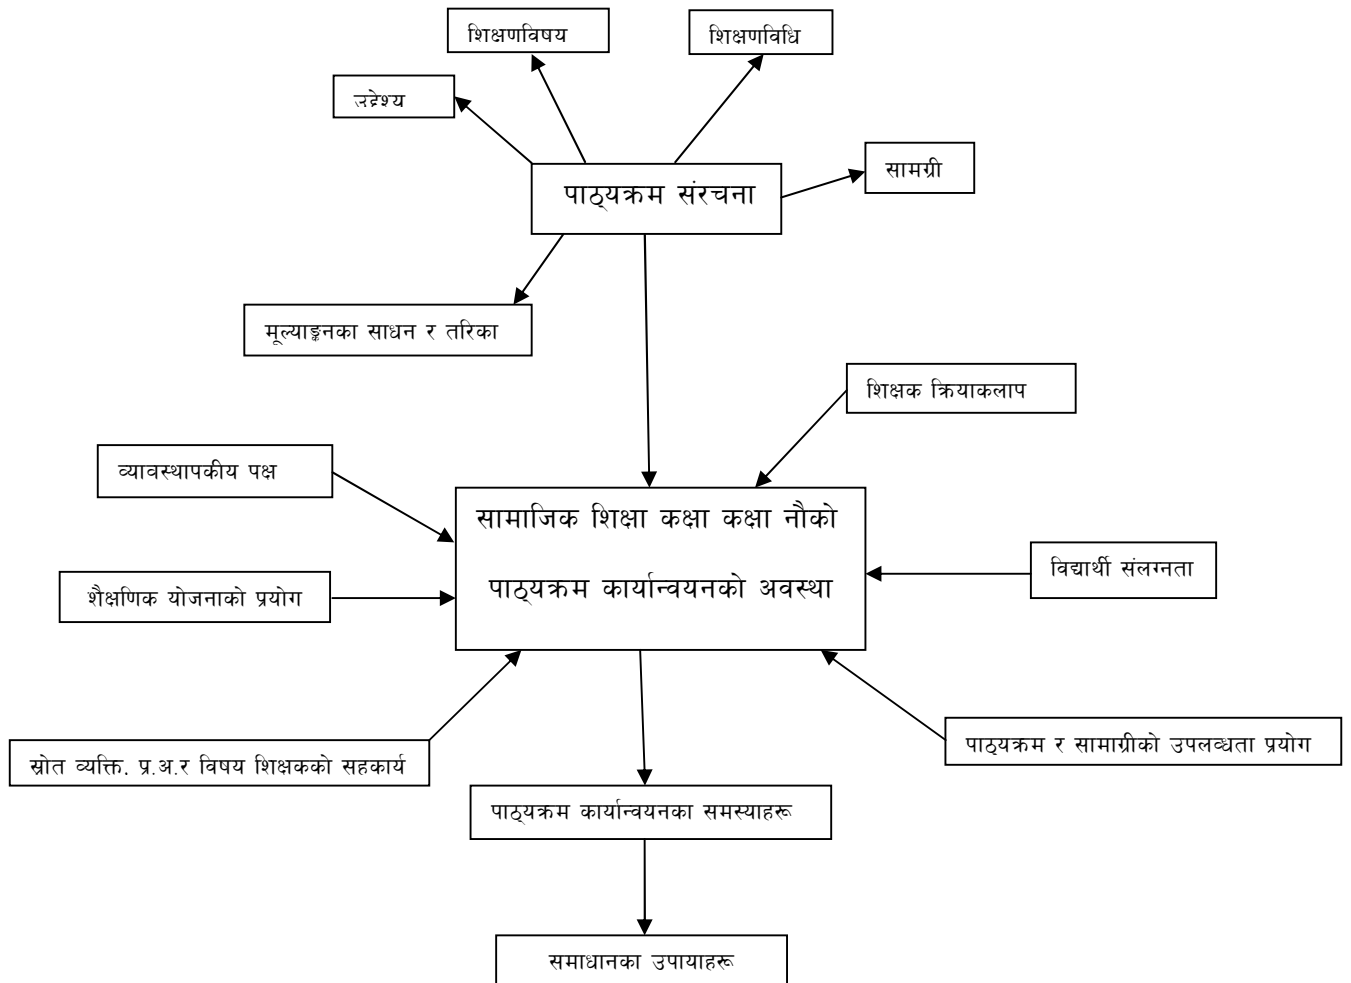 शिक्षणविषय
शिक्षणविधि
उद्देश्य
सामग्री
पाठ्यक्रम संरचना
मूल्याङ्कनका साधन र तरिका
शिक्षक क्रियाकलाप
व्यावस्थापकीय पक्ष
सामाजिक शिक्षा कक्षा कक्षा नौको
पाठ्यक्रम कार्यान्वयनको अवस्था
विद्यार्थी संलग्नता
शैक्षणिक योजनाको प्रयोग
स्रोत व्यक्ति. प्र.अ.र विषय शिक्षकको सहकार्य
पाठ्यक्रम र सामाग्रीको उपलब्धता प्रयोग
पाठ्यक्रम कार्यान्वयनका समस्याहरू
समाधानका उपायाहरू